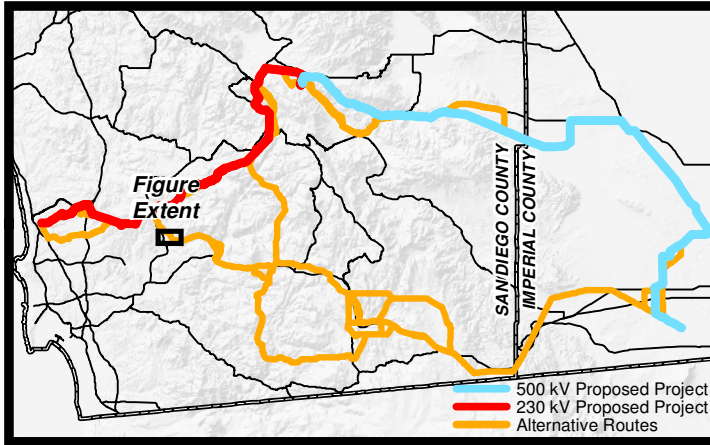 Figure
Extent
SAN DIEGO COUNTY
IMPERIAL COUNTY
500 kV Proposed Project
230 kV Proposed Project
Alternative Routes